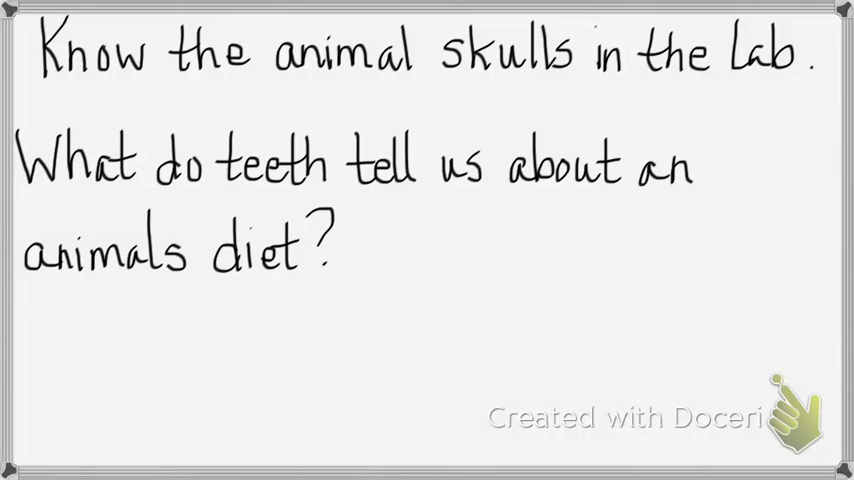 Know the animal skulls in the Lab.
What do teeth tell us about an
animals diet?
Created with Doceri